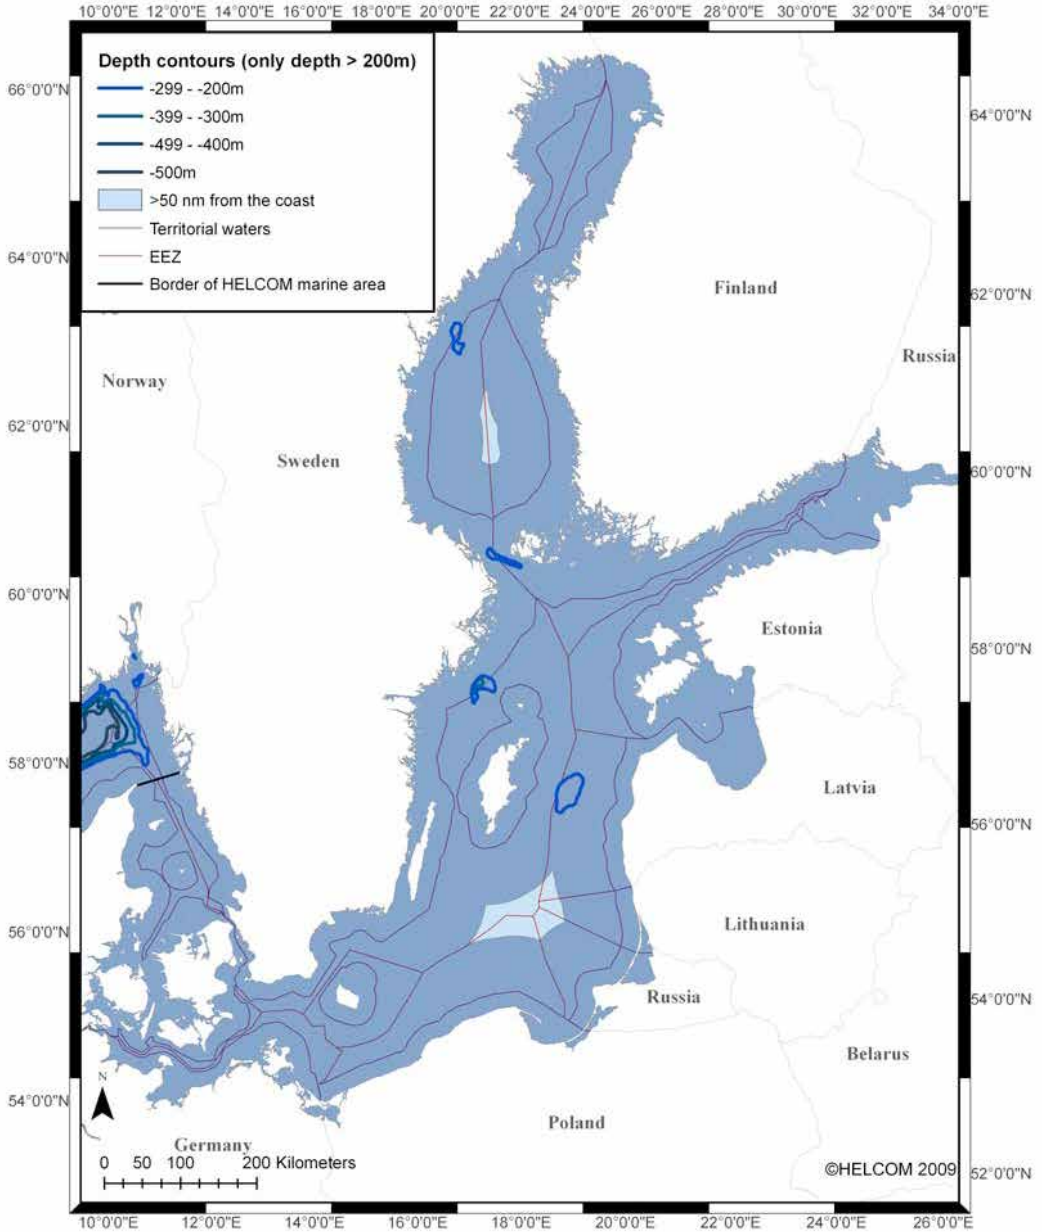 10°0'0"E 12°0'0"E 14°0'0"E 16°0'0"E 18°0'0"E 20°0'0"E 22°0'0"E 24°0'0"E 26°0'0"E 28°0'0"E 30°0'0"E 32°0'0"E 34°0'0"E
Depth contours (only depth > 200m)
-299 - -200m
-399 - -300m
-499 - -400m
-500m
>50 nm from the coast
Territorial waters
EEZ
Border of HELCOM marine area
66°0'0"N
64°0'0"N
64°0'0"N
Finland
62°0'0"N
Russia
Norway
62°0'0"N
Sweden
60°0'0"N
60°0'0"N
Estonia
58°0'0"N
58°0'0"N
Latvia
56°0'0"N
Lithuania
56°0'0"N
Russia
54°0'0"N
Belarus
N
54°0'0"N
Poland
Germany
0 50 100 200 Kilometers
©HELCOM 2009
52°0'0"N
10°0'0"E 12°0'0"E 14°0'0"E 16°0'0"E 18°0'0"E 20°0'0"E 22°0'0"E 24°0'0"E 26°0'0"E